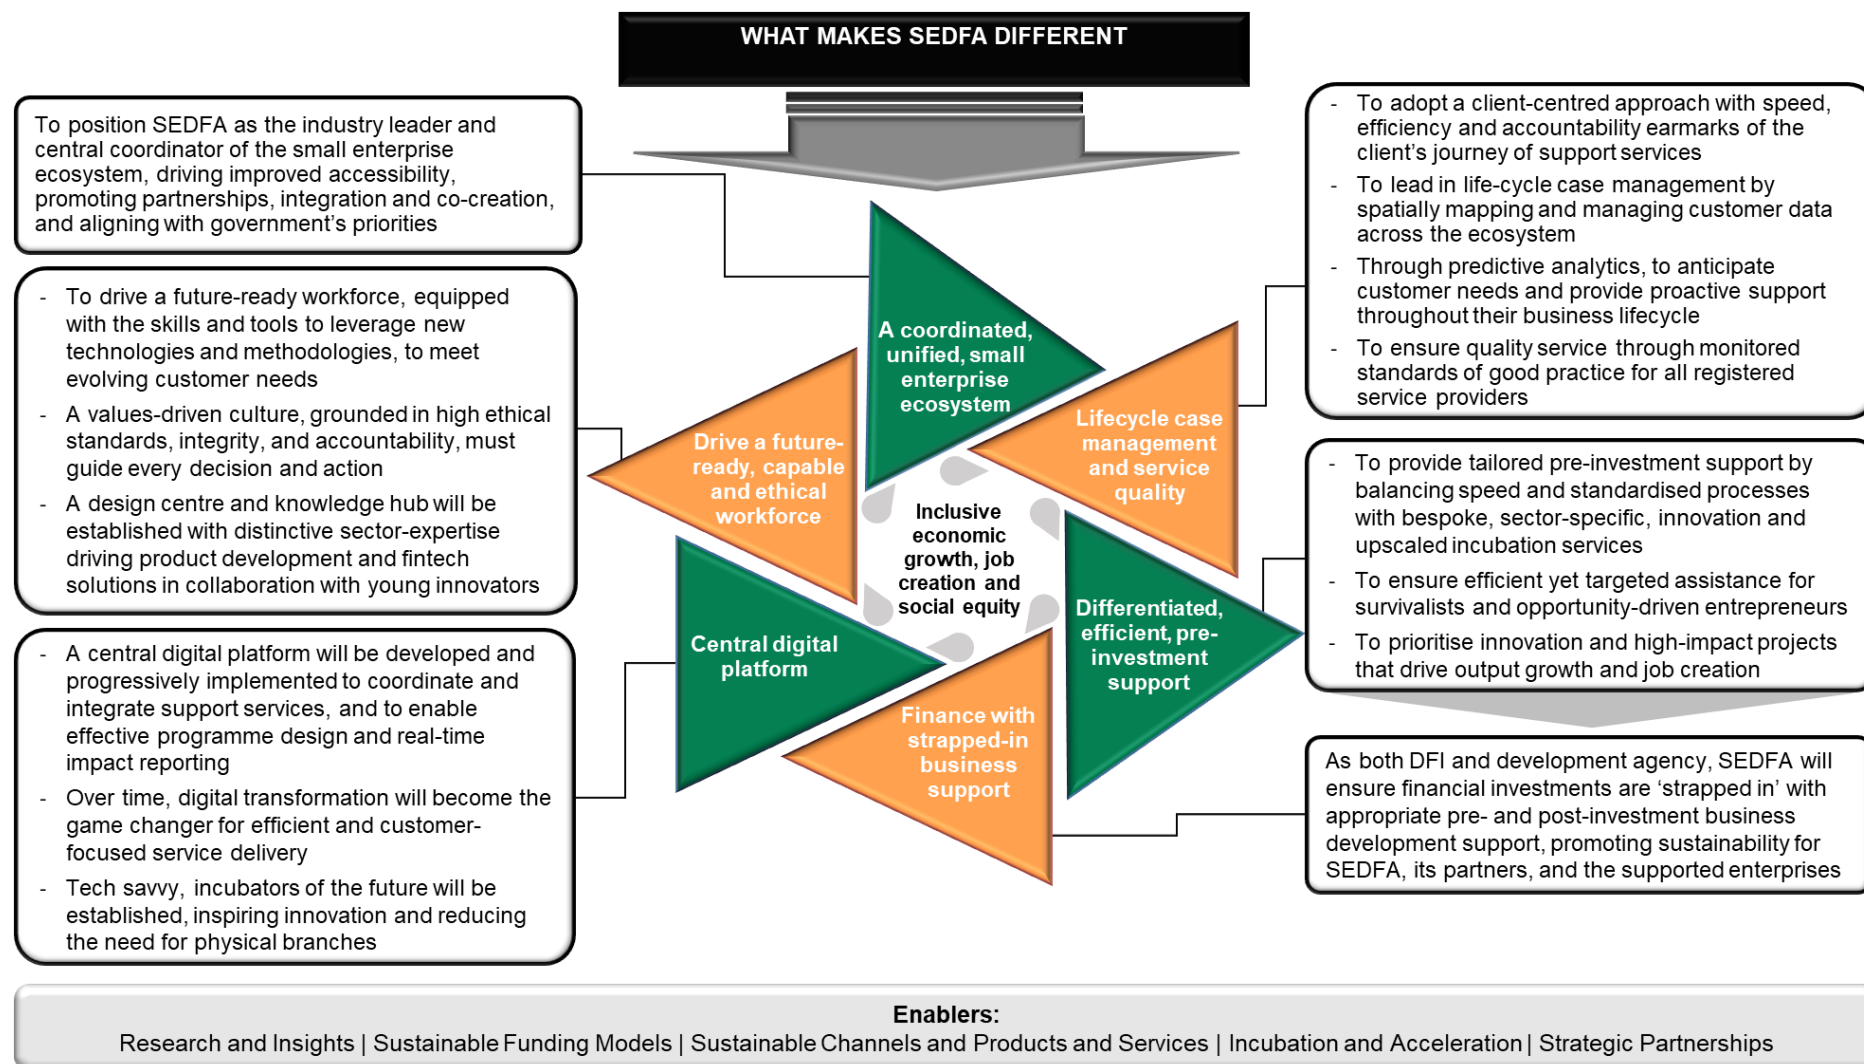 WHAT MAKES SEDFA DIFFERENT
To position SEDFA as the industry leader and
central coordinator of the small enterprise
ecosystem, driving improved accessibility,
promoting partnerships, integration and co-creation,
and aligning with government's priorities
- To drive a future-ready workforce, equipped
with the skills and tools to leverage new
technologies and methodologies, to meet
evolving customer needs
- A values-driven culture, grounded in high ethical
standards, integrity, and accountability, must
guide every decision and action
- A design centre and knowledge hub will be
established with distinctive sector-expertise
driving product development and fintech
solutions in collaboration with young innovators
- A central digital platform will be developed and
progressively implemented to coordinate and
integrate support services, and to enable
effective programme design and real-time
impact reporting
- Over time, digital transformation will become the
game changer for efficient and customer-
focused service delivery
- Tech savvy, incubators of the future will be
established, inspiring innovation and reducing
the need for physical branches
A coordinated,
unified, small
enterprise
ecosystem
Lifecycle case
management
and service
quality
Drive a future-
ready, capable
and ethical
workforce
Inclusive
economic
growth, job
creation and
social equity
Central digital
platform
Differentiated,
efficient, pre-
investment
support
Finance with
strapped-in
business
support
- To adopt a client-centred approach with speed,
efficiency and accountability earmarks of the
client's journey of support services
- To lead in life-cycle case management by
spatially mapping and managing customer data
across the ecosystem
- Through predictive analytics, to anticipate
customer needs and provide proactive support
throughout their business lifecycle
- To ensure quality service through monitored
standards of good practice for all registered
service providers
- To provide tailored pre-investment support by
balancing speed and standardised processes
with bespoke, sector-specific, innovation and
upscaled incubation services
- To ensure efficient yet targeted assistance for
survivalists and opportunity-driven entrepreneurs
- To prioritise innovation and high-impact projects
that drive output growth and job creation
As both DFI and development agency, SEDFA will
ensure financial investments are 'strapped in' with
appropriate pre- and post-investment business
development support, promoting sustainability for
SEDFA, its partners, and the supported enterprises
Enablers:
Research and Insights | Sustainable Funding Models | Sustainable Channels and Products and Services | Incubation and Acceleration | Strategic Partnerships